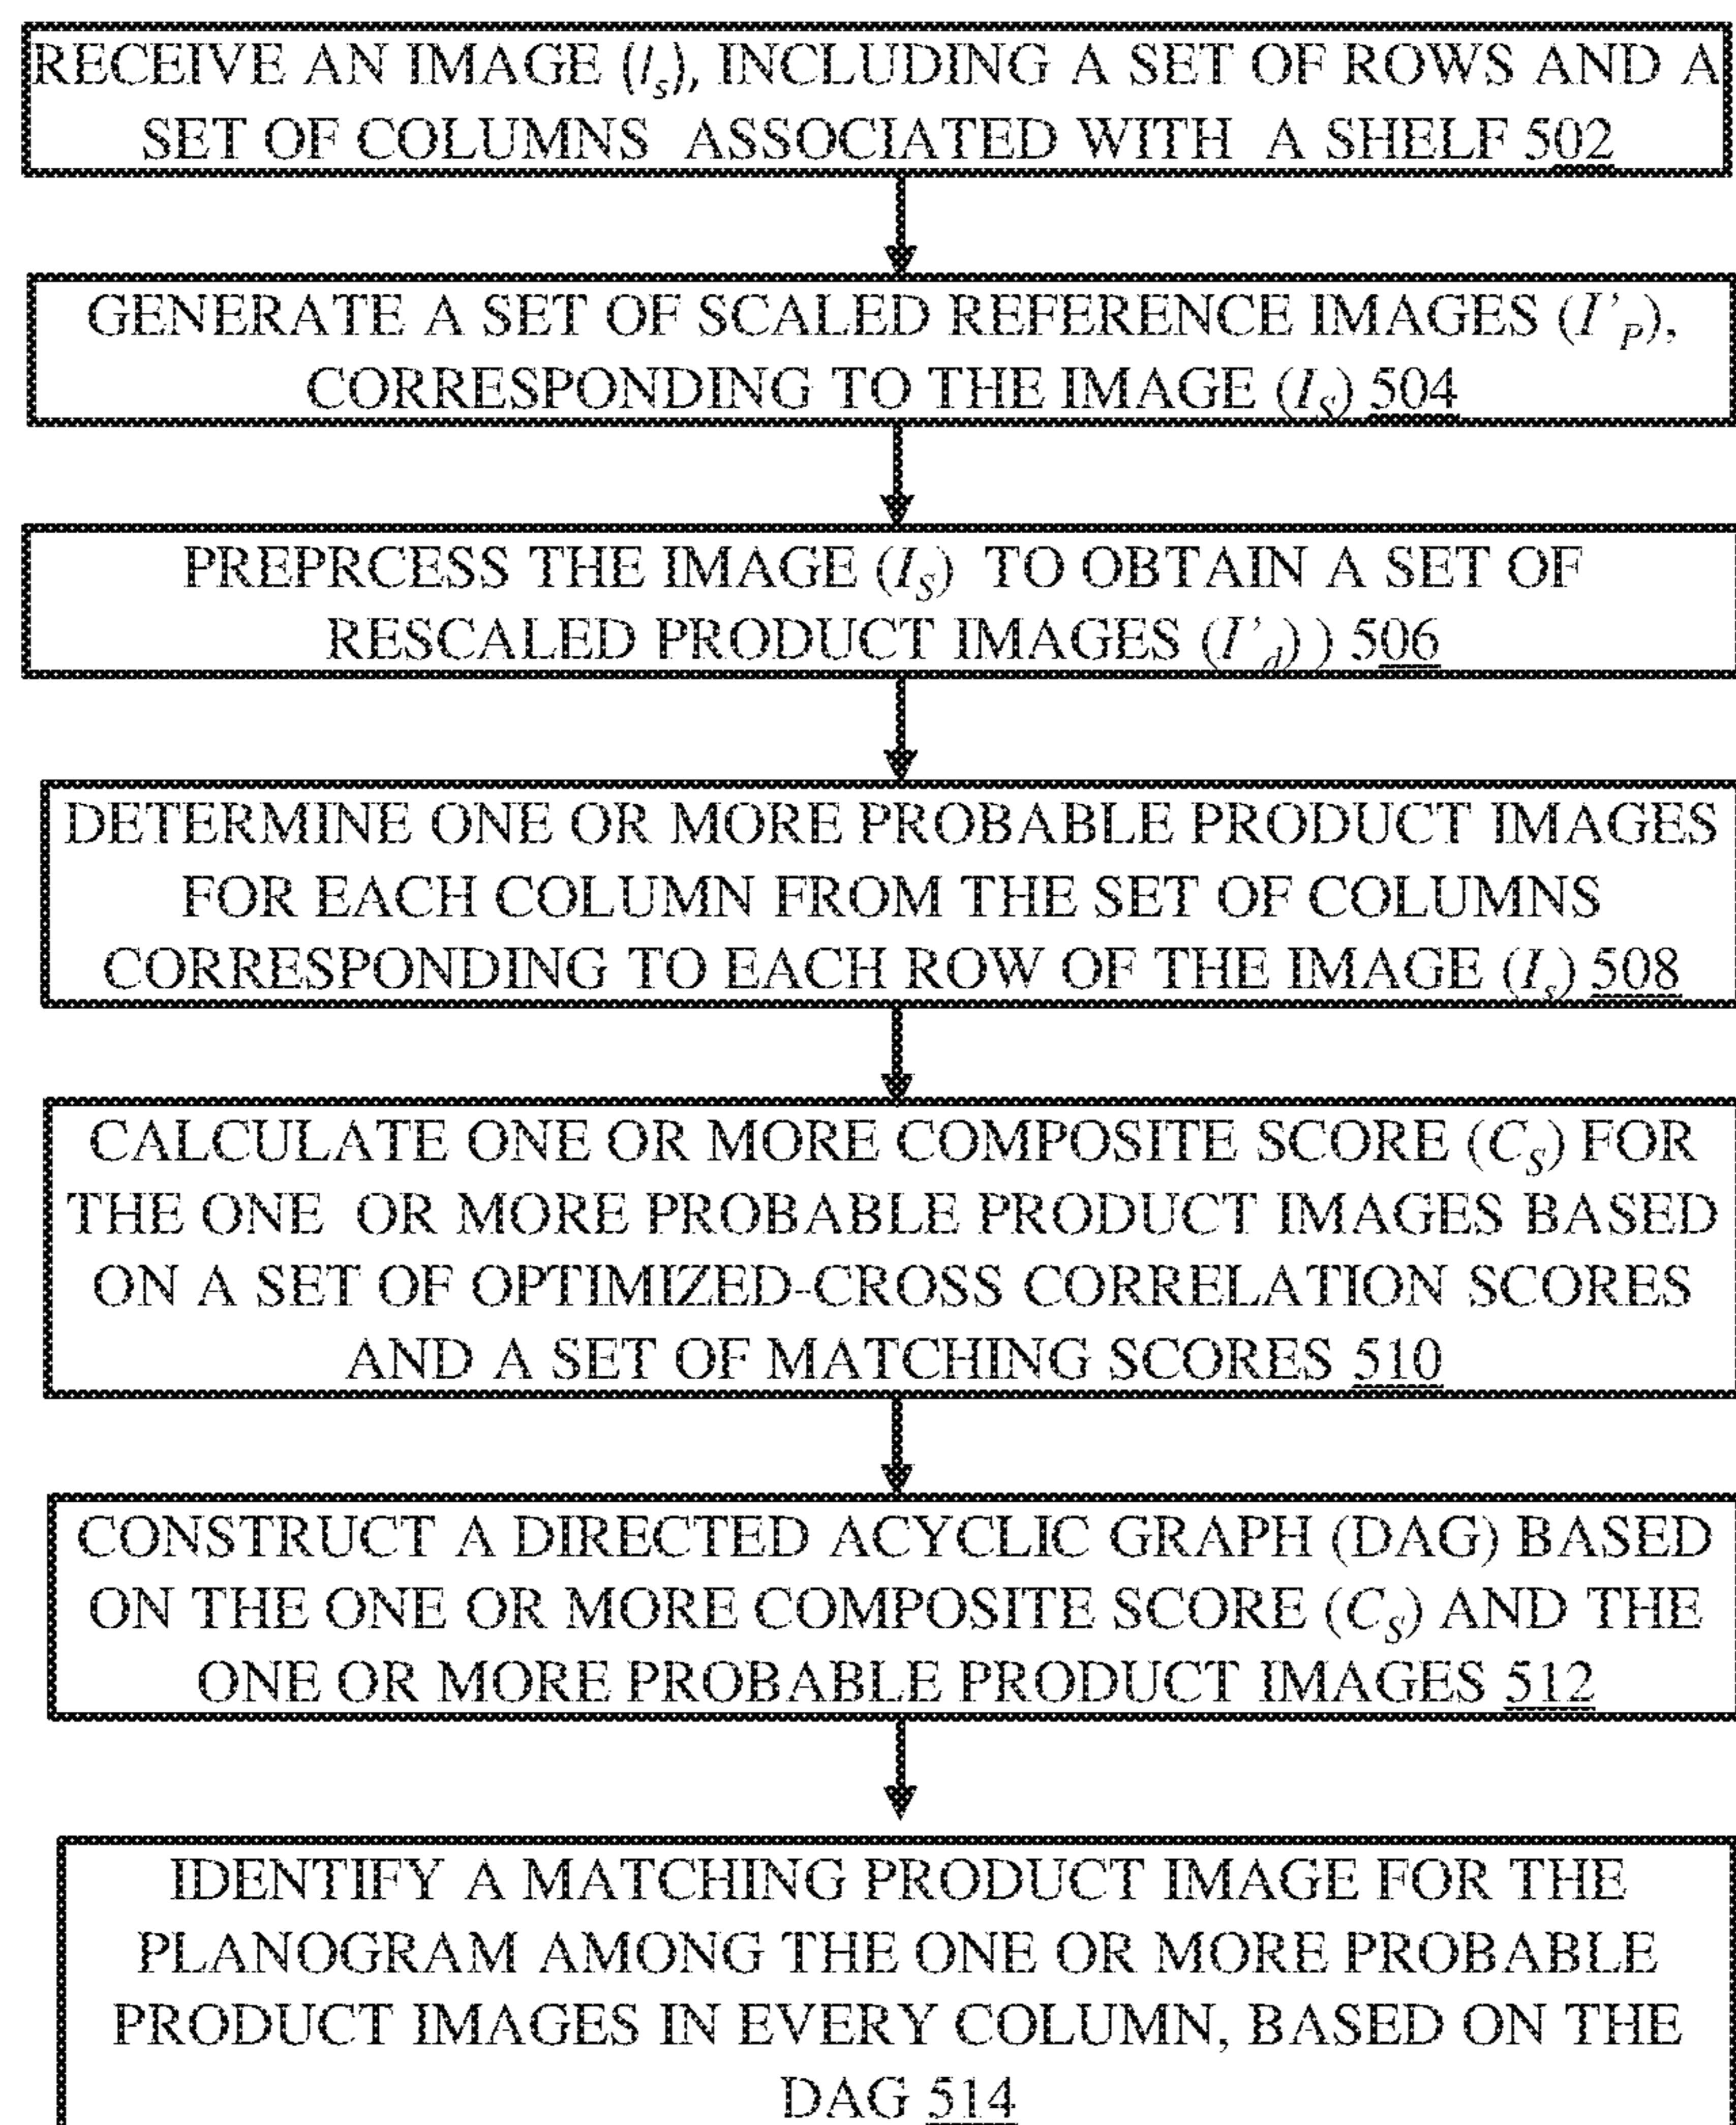 RECEIVE AN IMAGE (Is), INCLUDING A SET OF ROWS AND A
SET OF COLUMNS ASSOCIATED WITH A SHELF 502
GENERATE A SET OF SCALED REFERENCE IMAGES (I'P),
CORRESPONDING TO THE IMAGE (IS) 504
PREPRCESS THE IMAGE (IS) TO OBTAIN A SET OF
RESCALED PRODUCT IMAGES (I'd) ) 506
DETERMINE ONE OR MORE PROBABLE PRODUCT IMAGES
FOR EACH COLUMN FROM THE SET OF COLUMNS
CORRESPONDING TO EACH ROW OF THE IMAGE (Is) 508
CALCULATE ONE OR MORE COMPOSITE SCORE (CS) FOR
THE ONE OR MORE PROBABLE PRODUCT IMAGES BASED
ON A SET OF OPTIMIZED-CROSS CORRELATION SCORES
AND A SET OF MATCHING SCORES 510
CONSTRUCT A DIRECTED ACYCLIC GRAPH (DAG) BASED
ON THE ONE OR MORE COMPOSITE SCORE (CS) AND THE
ONE OR MORE PROBABLE PRODUCT IMAGES 512
IDENTIFY A MATCHING PRODUCT IMAGE FOR THE
PLANOGRAM AMONG THE ONE OR MORE PROBABLE
PRODUCT IMAGES IN EVERY COLUMN, BASED ON THE
DAG 514